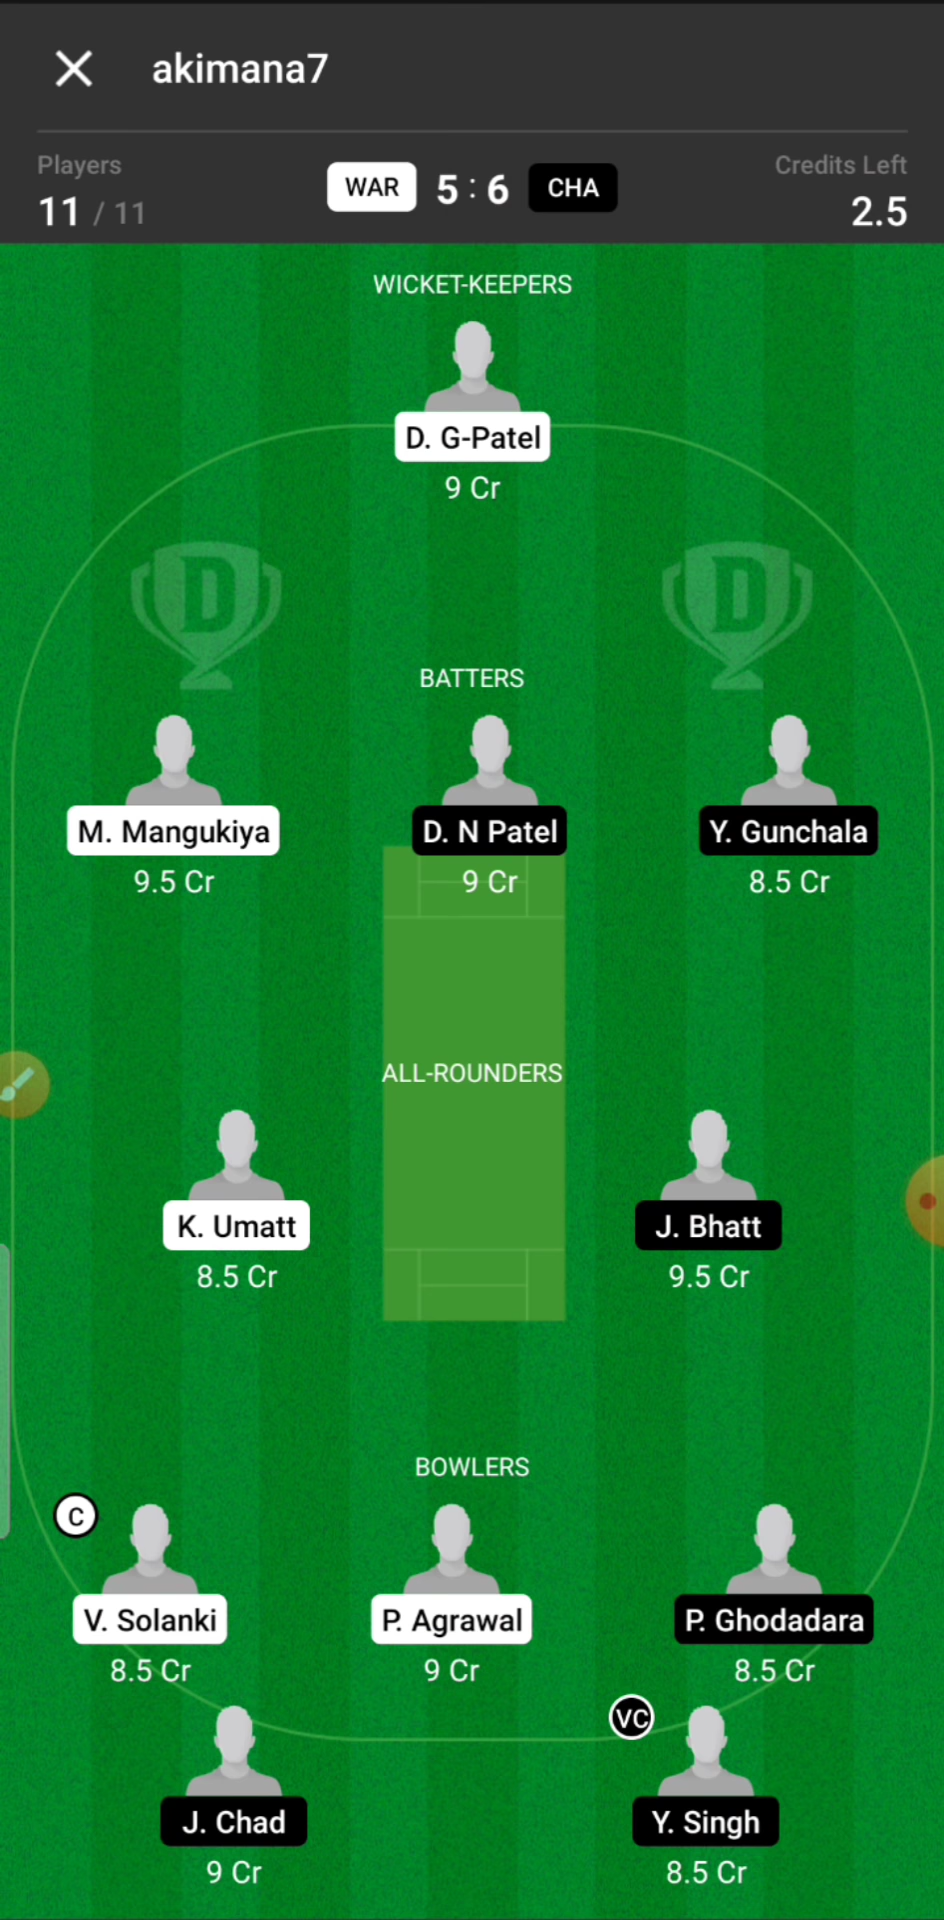 akimana7
Players
11 / 11
WAR 5 : 6 CHA
Credits Left
2.5
WICKET-KEEPERS
D. G-Patel
9 Cr
D D
BATTERS
M. Mangukiya D. N Patel Y. Gunchala
9.5 Cr 9 Cr 8.5 Cr
ALL-ROUNDERS
K. Umatt J. Bhatt
8.5 Cr 9.5 Cr
BOWLERS
C
V. Solanki P. Agrawal P. Ghodadara
8.5 Cr 9 Cr 8.5 Cr
VC
J. Chad Y. Singh
9 Cr 8.5 Cr